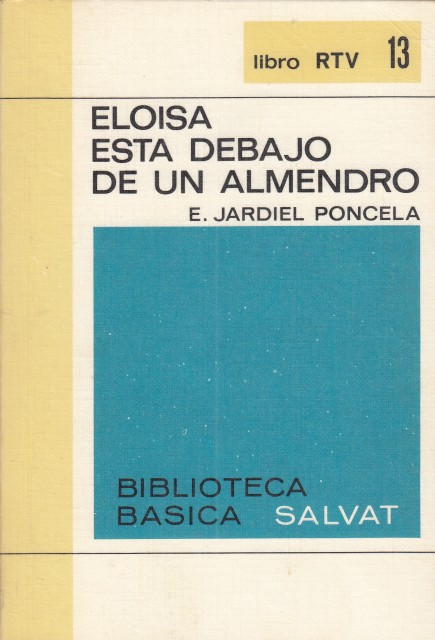 libro RTV 13
ELOISA
ESTA DEBAJO
DE UN ALMENDRO
E. JARDIEL PONCELA
BIBLIOTECA
BASICA SALVAT